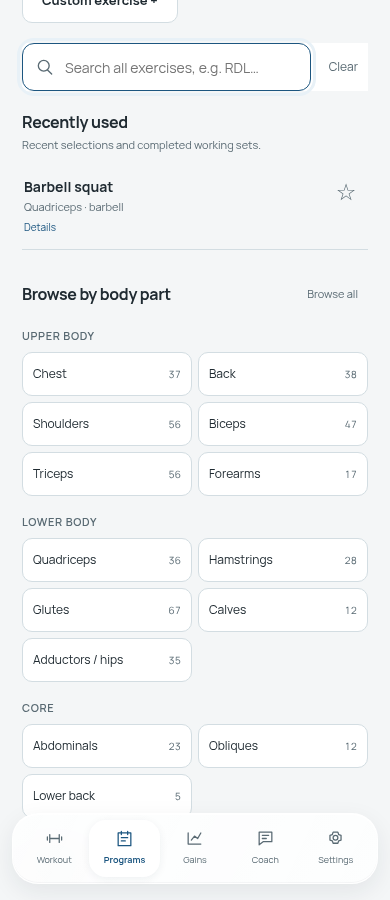 Custom exercise +
Search all exercises, e.g. RDL…
Clear
Recently used
Recent selections and completed working sets.
Barbell squat
Quadriceps · barbell
Details
Browse by body part
Browse all
UPPER BODY
Chest 37
Back 38
Shoulders 56
Biceps 47
Triceps 56
Forearms 17
LOWER BODY
Quadriceps 36
Hamstrings 28
Glutes 67
Calves 12
Adductors / hips 35
CORE
Abdominals 23
Obliques 12
Lower back 5
Workout
Programs
Gains
Coach
Settings